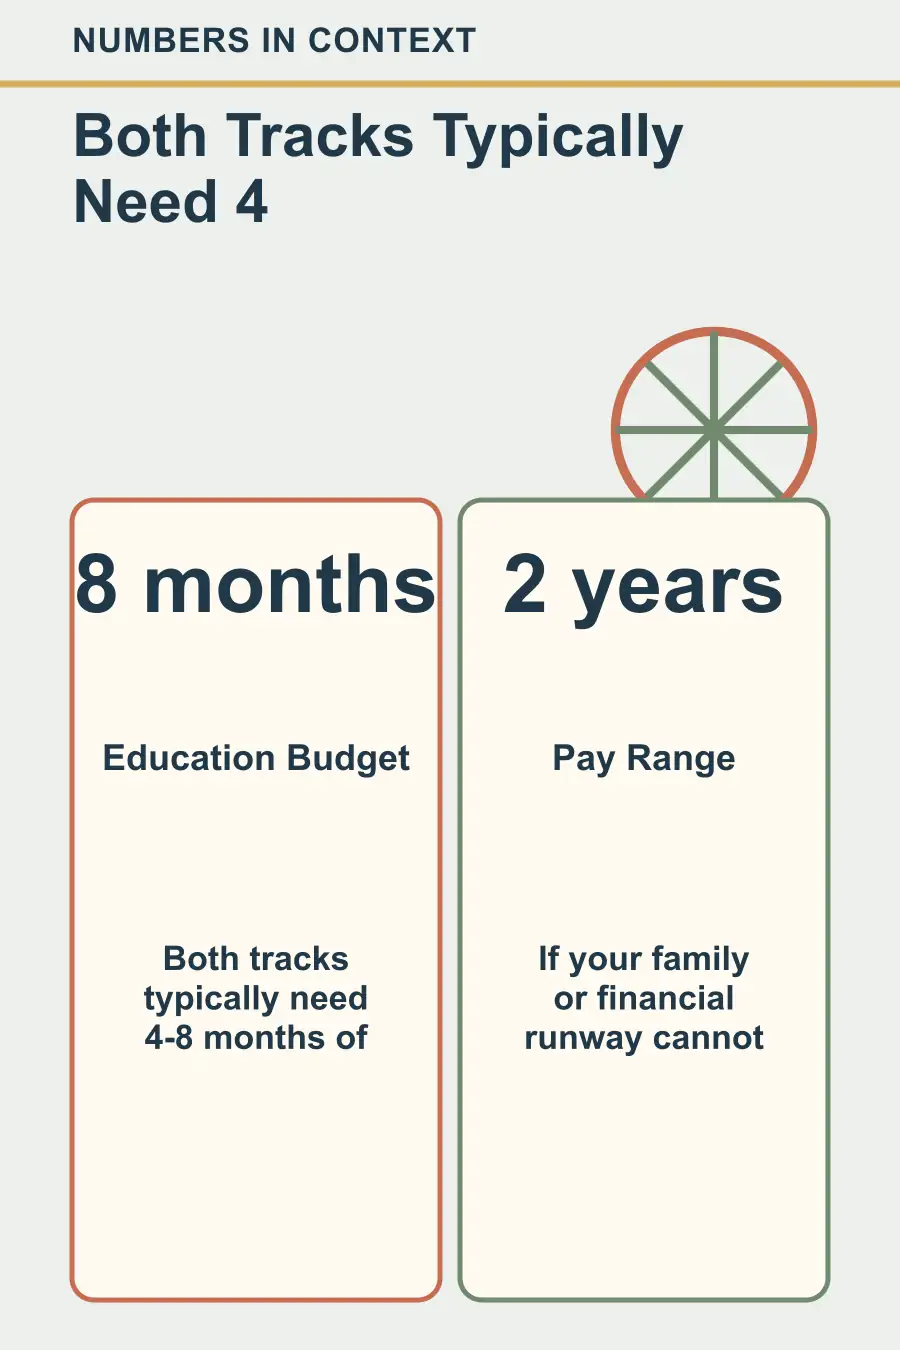 NUMBERS IN CONTEXT
Both Tracks Typically
Need 4
8 months
Education Budget
Both tracks
typically need
4-8 months of
2 years
Pay Range
If your family
or financial
runway cannot